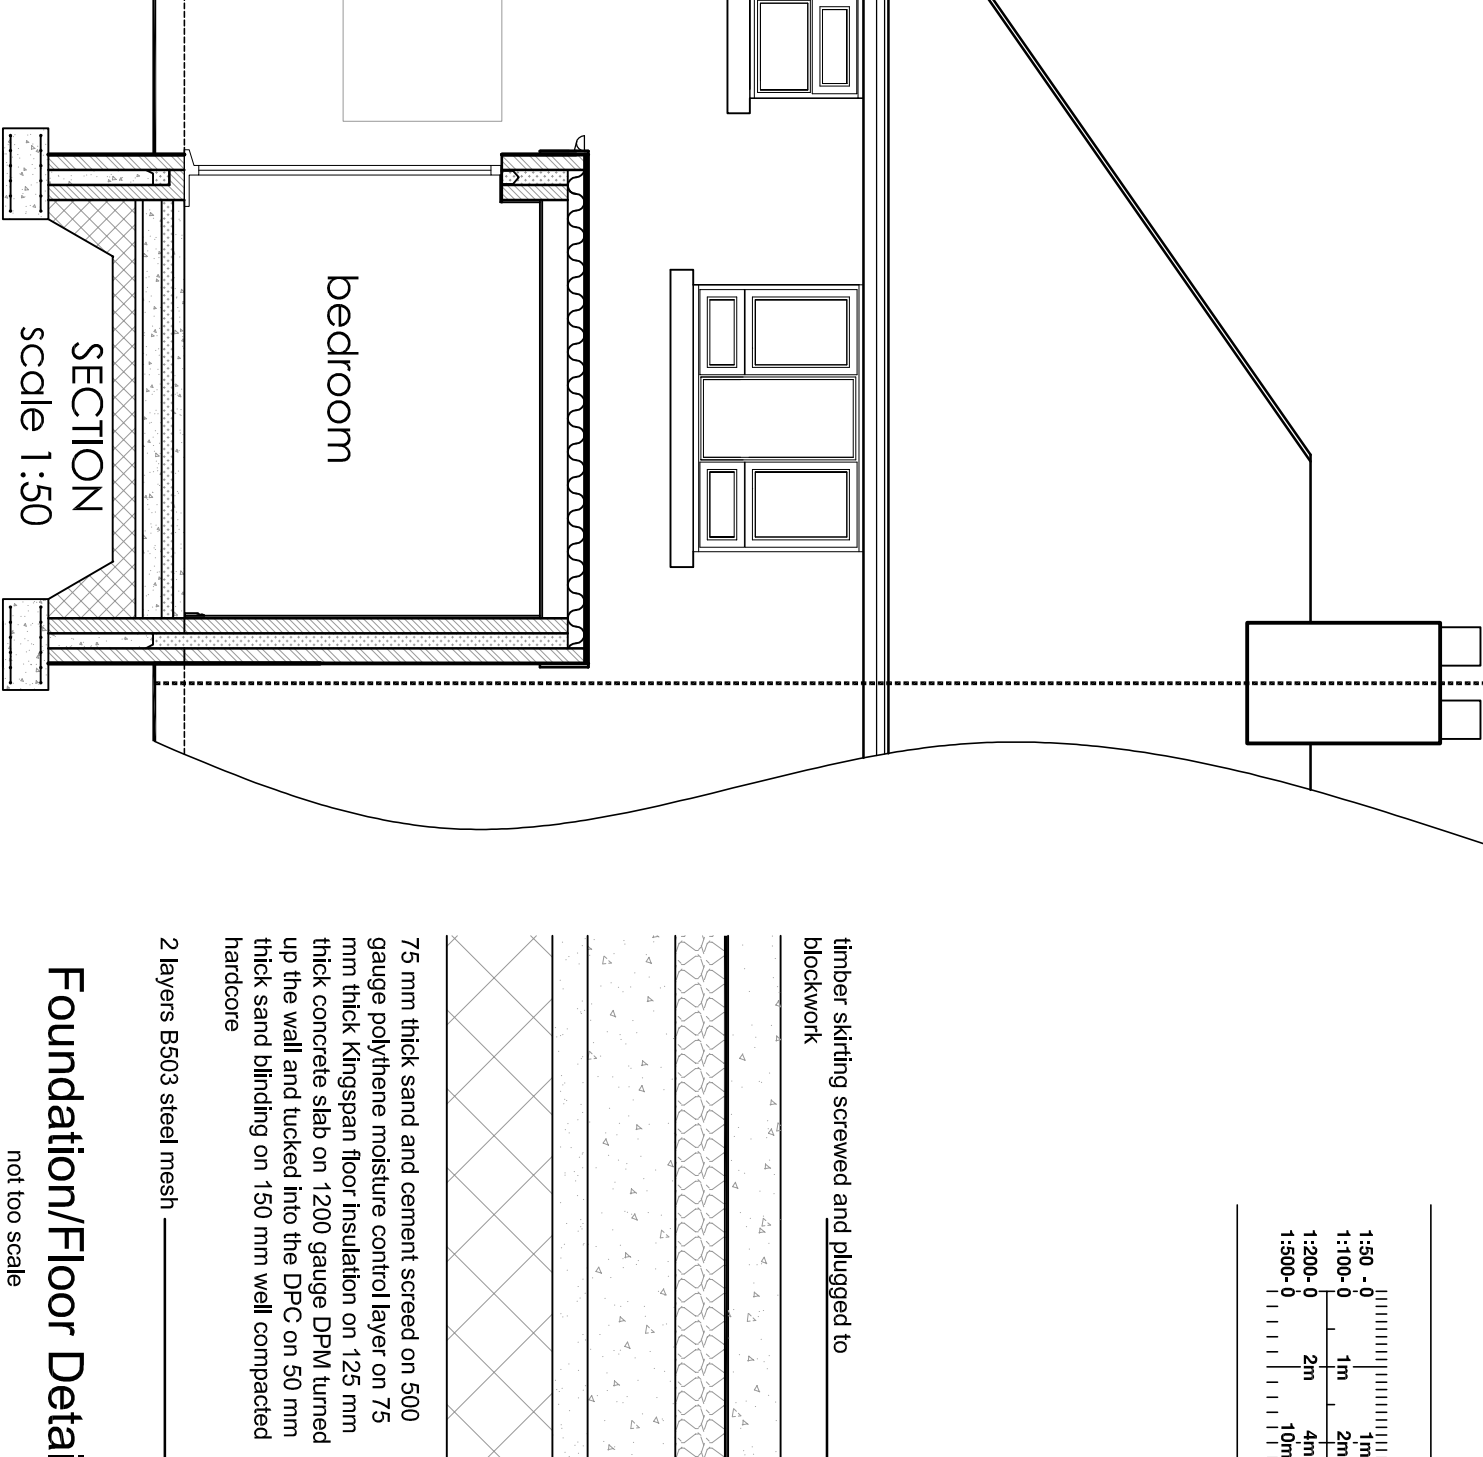 bedroom
SECTION
scale 1:50
1:50 - 0
1m
1:100- 0
1m
2m
1:200- 0
2m
4m
1:500- 0
10m
timber skirting screwed and plugged to
blockwork
75 mm thick sand and cement screed on 500
gauge polythene moisture control layer on 75
mm thick Kingspan floor insulation on 125 mm
thick concrete slab on 1200 gauge DPM turned
up the wall and tucked into the DPC on 50 mm
thick sand blinding on 150 mm well compacted
hardcore
2 layers B503 steel mesh
Foundation/Floor Detai
not too scale